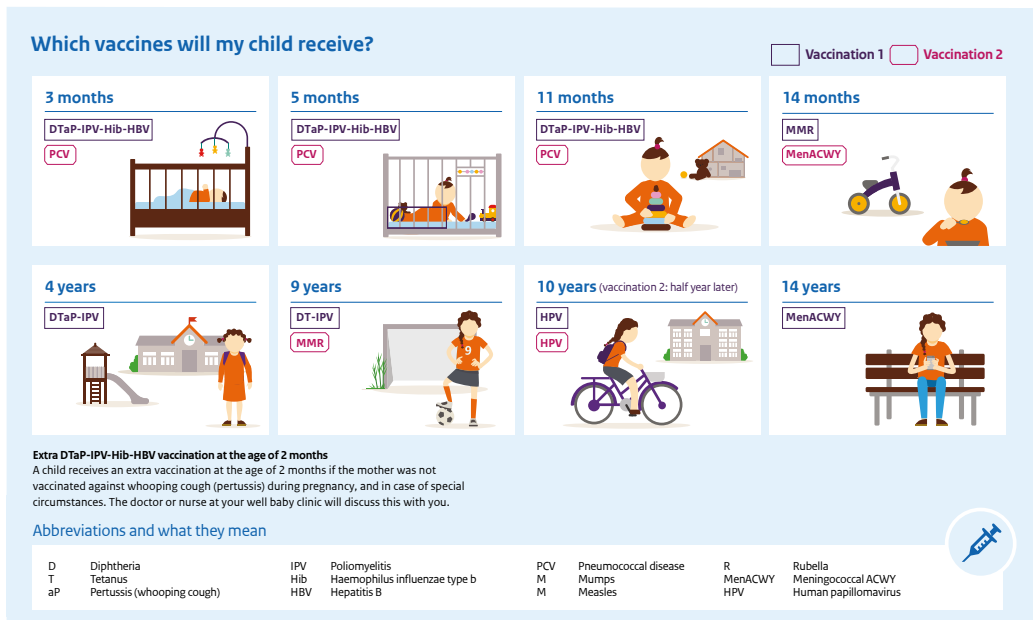 Which vaccines will my child receive?
Vaccination 1 Vaccination 2
3 months
DTaP-IPV-Hib-HBV
PCV
5 months
DTaP-IPV-Hib-HBV
PCV
11 months
DTaP-IPV-Hib-HBV
PCV
14 months
MMR
MenACWY
4 years
DTaP-IPV
9 years
DT-IPV
MMR
9
10 years (vaccination 2: half year later)
HPV
HPV
14 years
MenACWY
Extra DTaP-IPV-Hib-HBV vaccination at the age of 2 months
A child receives an extra vaccination at the age of 2 months if the mother was not
vaccinated against whooping cough (pertussis) during pregnancy, and in case of special
circumstances. The doctor or nurse at your well baby clinic will discuss this with you.
Abbreviations and what they mean
D Diphtheria
T Tetanus
aP Pertussis (whooping cough)
IPV Poliomyelitis
Hib Haemophilus influenzae type b
HBV Hepatitis B
PCV Pneumococcal disease
M Mumps
M Measles
R Rubella
MenACWY Meningococcal ACWY
HPV Human papillomavirus